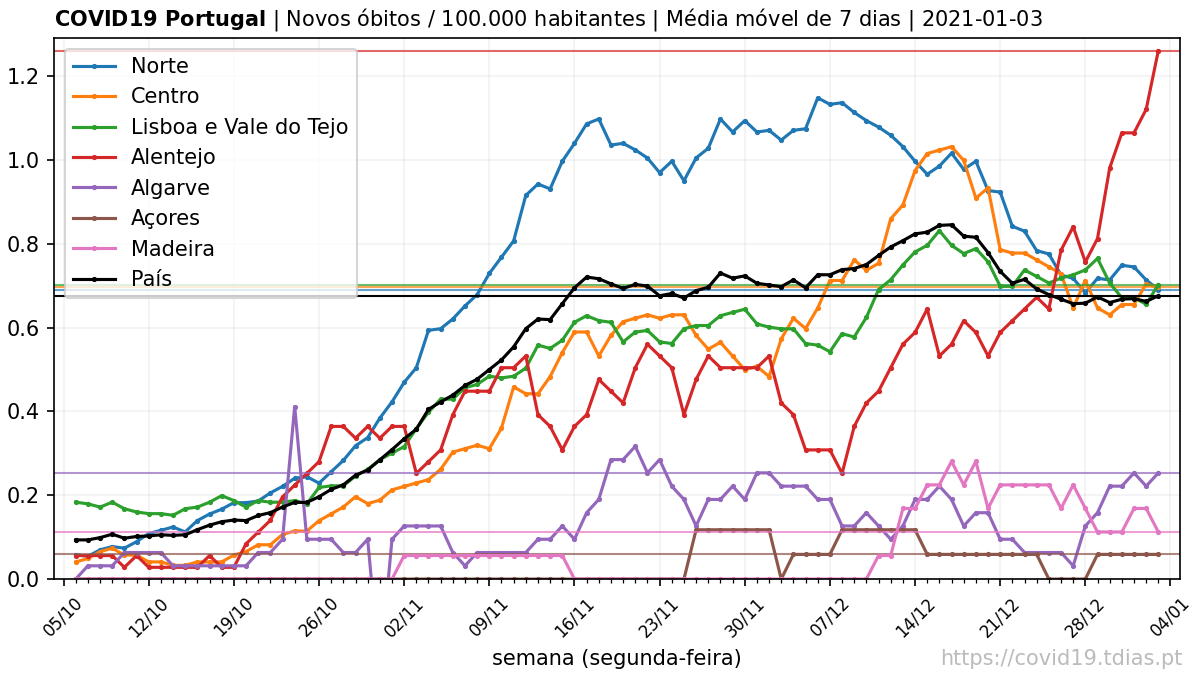 COVID19 Portugal | Novos óbitos / 100.000 habitantes | Média móvel de 7 dias | 2021-01-03
Norte
Centro
Lisboa e Vale do Tejo
Alentejo
Algarve
Açores
Madeira
País
1.2
1.0
0.8
0.6
0.4
0.2
0.0
05/10 12/10 19/10 26/10 02/11 09/11 16/11 23/11 30/11 07/12 14/12 21/12 28/12 04/01
semana (segunda-feira)
https://covid19.tdias.pt